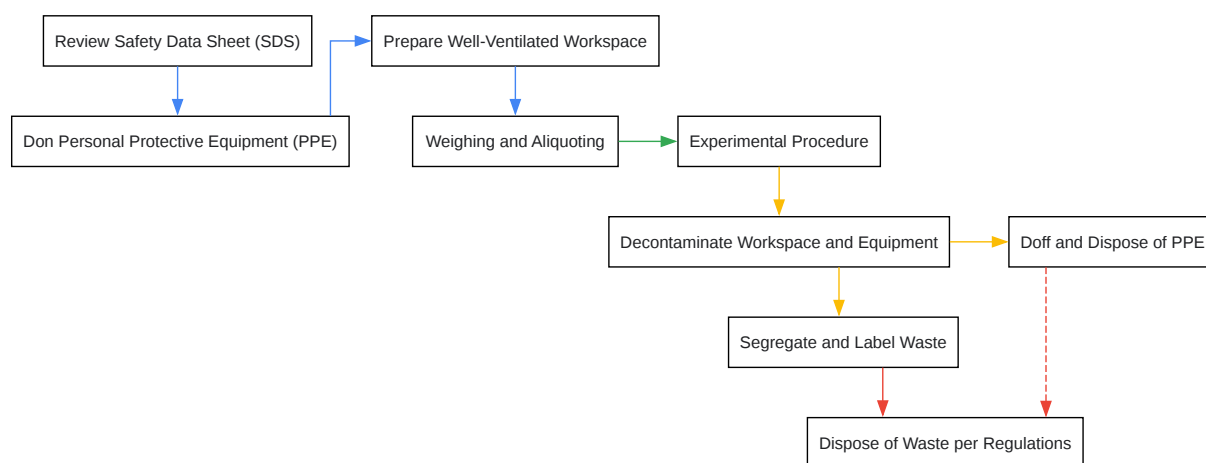 Review Safety Data Sheet (SDS)
Prepare Well-Ventilated Workspace
Don Personal Protective Equipment (PPE)
Weighing and Aliquoting
Experimental Procedure
Decontaminate Workspace and Equipment
Doff and Dispose of PPE
Segregate and Label Waste
Dispose of Waste per Regulations